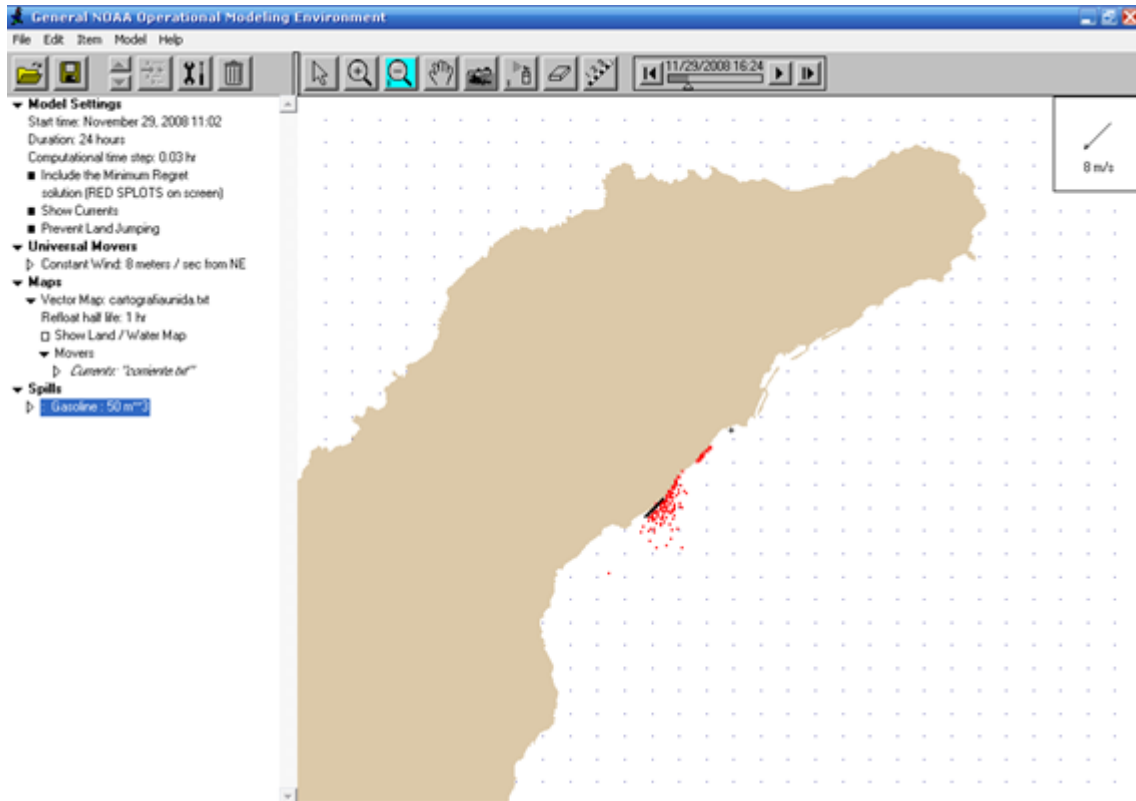 General NOAA Operational Modeling Environment
File Edit Item Model Help
11/29/2008 16:24
Model Settings
Start time: November 29, 2008 11:02
Duration: 24 hours
Computational time step: 0.03 hr
Include the Minimum Regret
solution (RED SPLOTS on screen)
Show Currents
Prevent Land Jumping
Universal Movers
Constant Wind: 8 meters / sec from NE
Maps
Vector Map: cartografiaunida.txt
Refloat half life: 1 hr
Show Land / Water Map
Movers
Currents: "corriente.txt"
Spills
: Gasoline : 50 m**3
8 m/s